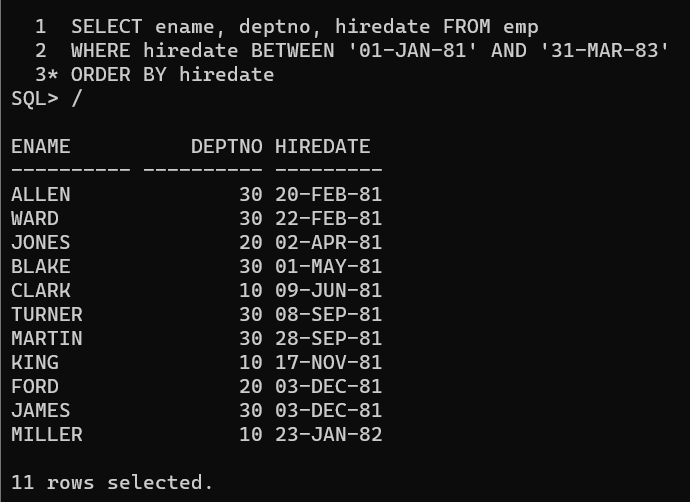 1  SELECT ename, deptno, hiredate FROM emp
  2  WHERE hiredate BETWEEN '01-JAN-81' AND '31-MAR-83'
  3* ORDER BY hiredate
SQL> /

ENAME          DEPTNO HIREDATE
---------- ---------- ---------
ALLEN              30 20-FEB-81
WARD               30 22-FEB-81
JONES              20 02-APR-81
BLAKE              30 01-MAY-81
CLARK              10 09-JUN-81
TURNER             30 08-SEP-81
MARTIN             30 28-SEP-81
KING               10 17-NOV-81
FORD               20 03-DEC-81
JAMES              30 03-DEC-81
MILLER             10 23-JAN-82

11 rows selected.